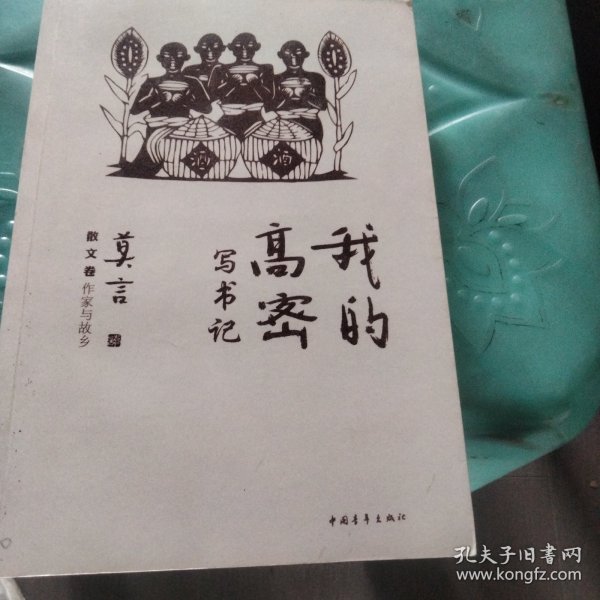 酒 酒
我的
高密
写书记
莫言
散文卷 作家与故乡
中国青年出版社
孔夫子旧书网
www.kongfz.com